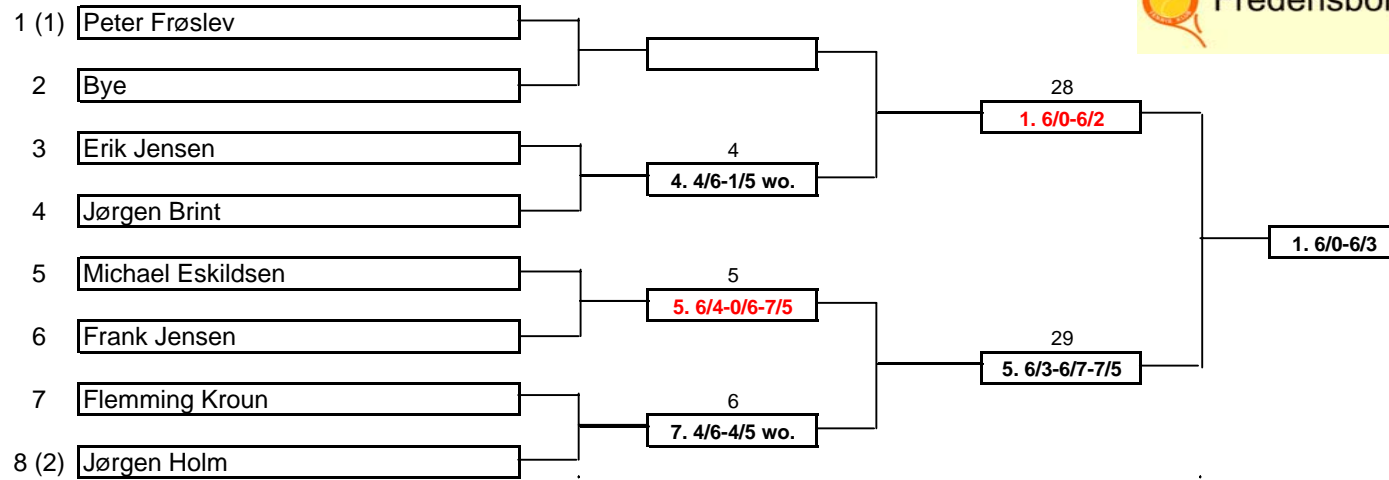 1 (1) Peter Frøslev
2 Bye
28
1. 6/0-6/2
3 Erik Jensen
4
4. 4/6-1/5 wo.
4 Jørgen Brint
1. 6/0-6/3
5 Michael Eskildsen
5
5. 6/4-0/6-7/5
6 Frank Jensen
29
5. 6/3-6/7-7/5
7 Flemming Kroun
6
7. 4/6-4/5 wo.
8 (2) Jørgen Holm